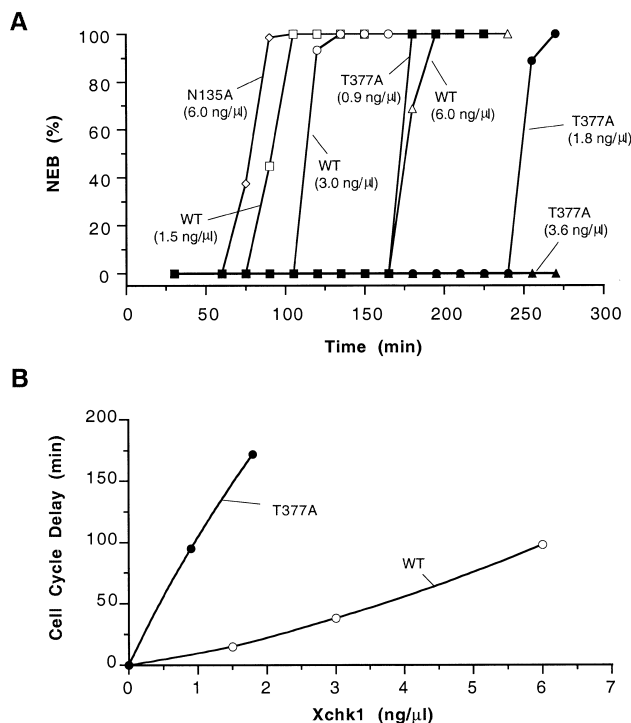 A
100
80
60
40
20
0
NEB (%)
N135A
(6.0 ng/μl)
WT
(1.5 ng/μl)
WT
(3.0 ng/μl)
T377A
(0.9 ng/μl)
WT
(6.0 ng/μl)
T377A
(1.8 ng/μl)
T377A
(3.6 ng/μl)
0 50 100 150 200 250 300
Time (min)
B
200
150
100
50
0
Cell Cycle Delay (min)
T377A
WT
0 1 2 3 4 5 6 7
Xchk1 (ng/μl)